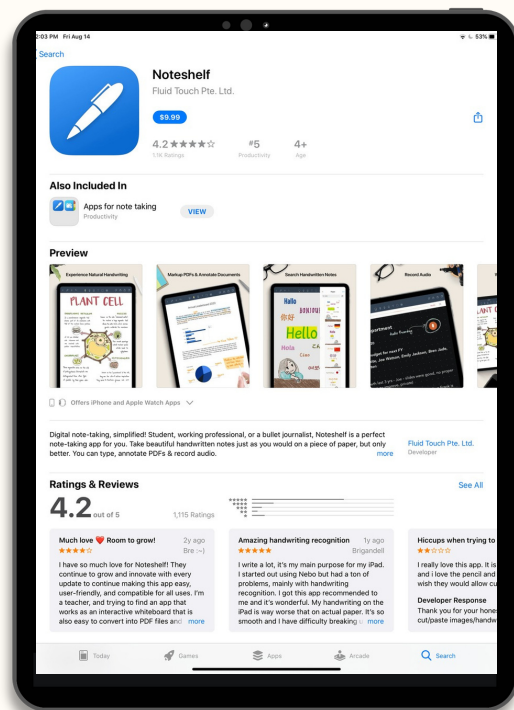 2:03 PM Fri Aug 14
53%
Search
Noteshelf
Fluid Touch Pte. Ltd.
$9.99
4.2 ★★★★☆ #5 4+
1.1K Ratings Productivity Age
Also Included In
Apps for note taking
Productivity
VIEW
Preview
Experience Natural Handwriting
Markup PDFs & Annotate Documents
Search Handwritten Notes
Record Audio
PLANT CELL
Hallo
BONJOUR
你好
Hello
Hola
Ciao
Offers iPhone and Apple Watch Apps
Digital note-taking, simplified! Student, working professional, or a bullet journalist, Noteshelf is a perfect
note-taking app for you. Take beautiful handwritten notes just as you would on a piece of paper, but only
better. You can type, annotate PDFs & record audio. more
Fluid Touch Pte. Ltd.
Developer
Ratings & Reviews
See All
4.2 out of 5
1,115 Ratings
Much love ❤️ Room to grow! 2y ago
★★★★☆ Bre :~)
I have so much love for Noteshelf! They
continue to grow and innovate with every
update to continue making this app easy,
user-friendly, and compatible for all uses. I'm
a teacher, and trying to find an app that
works as an interactive whiteboard that is
also easy to convert into PDF files and more
Amazing handwriting recognition 1y ago
★★★★★ Brigandell
I write a lot, it's my main purpose for my iPad.
I started out using Nebo but had a ton of
problems, mainly with handwriting
recognition. I got this app recommended to
me and it's wonderful. My handwriting on the
iPad is way worse that on actual paper. It's so
smooth and I have difficulty breaking u more
Hiccups when trying to
★★☆☆☆
I really love this app. it is
and i love the pencil and
wish they would allow cu
Developer Response
Thank you for your hones
cut/paste images/handw
Today
Games
Apps
Arcade
Search